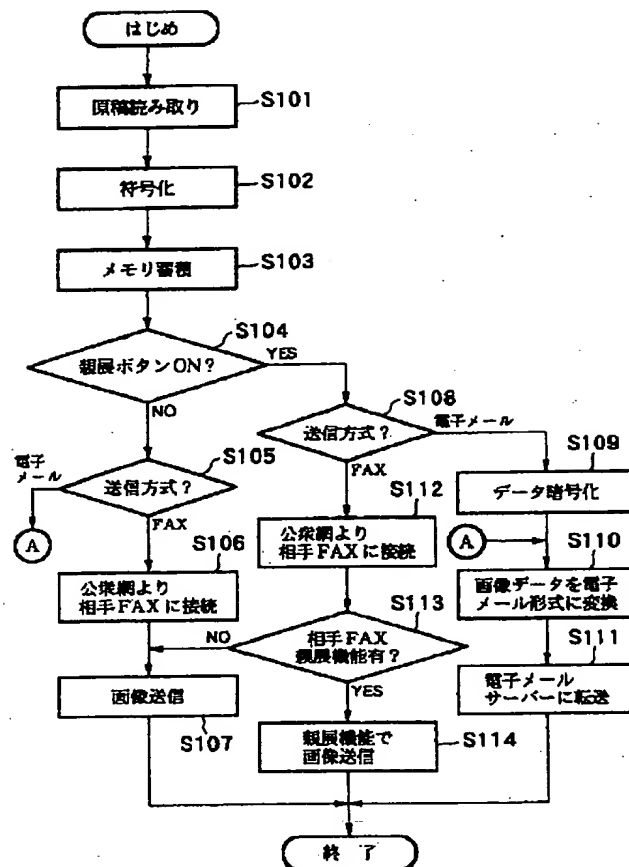 はじめ
原稿読み取り
S101
符号化
S102
メモリ蓄積
S103
親展ボタンON?
S104
YES
NO
送信方式?
S108
電子メール
FAX
電子
メール
送信方式?
S105
FAX
A
データ暗号化
S109
公衆網より
相手FAXに接続
S112
A
公衆網より
相手FAXに接続
S106
画像データを電子
メール形式に変換
S110
相手FAX
親展機能有?
S113
NO
YES
電子メール
サーバーに転送
S111
画像送信
S107
親展機能で
画像送信
S114
終了